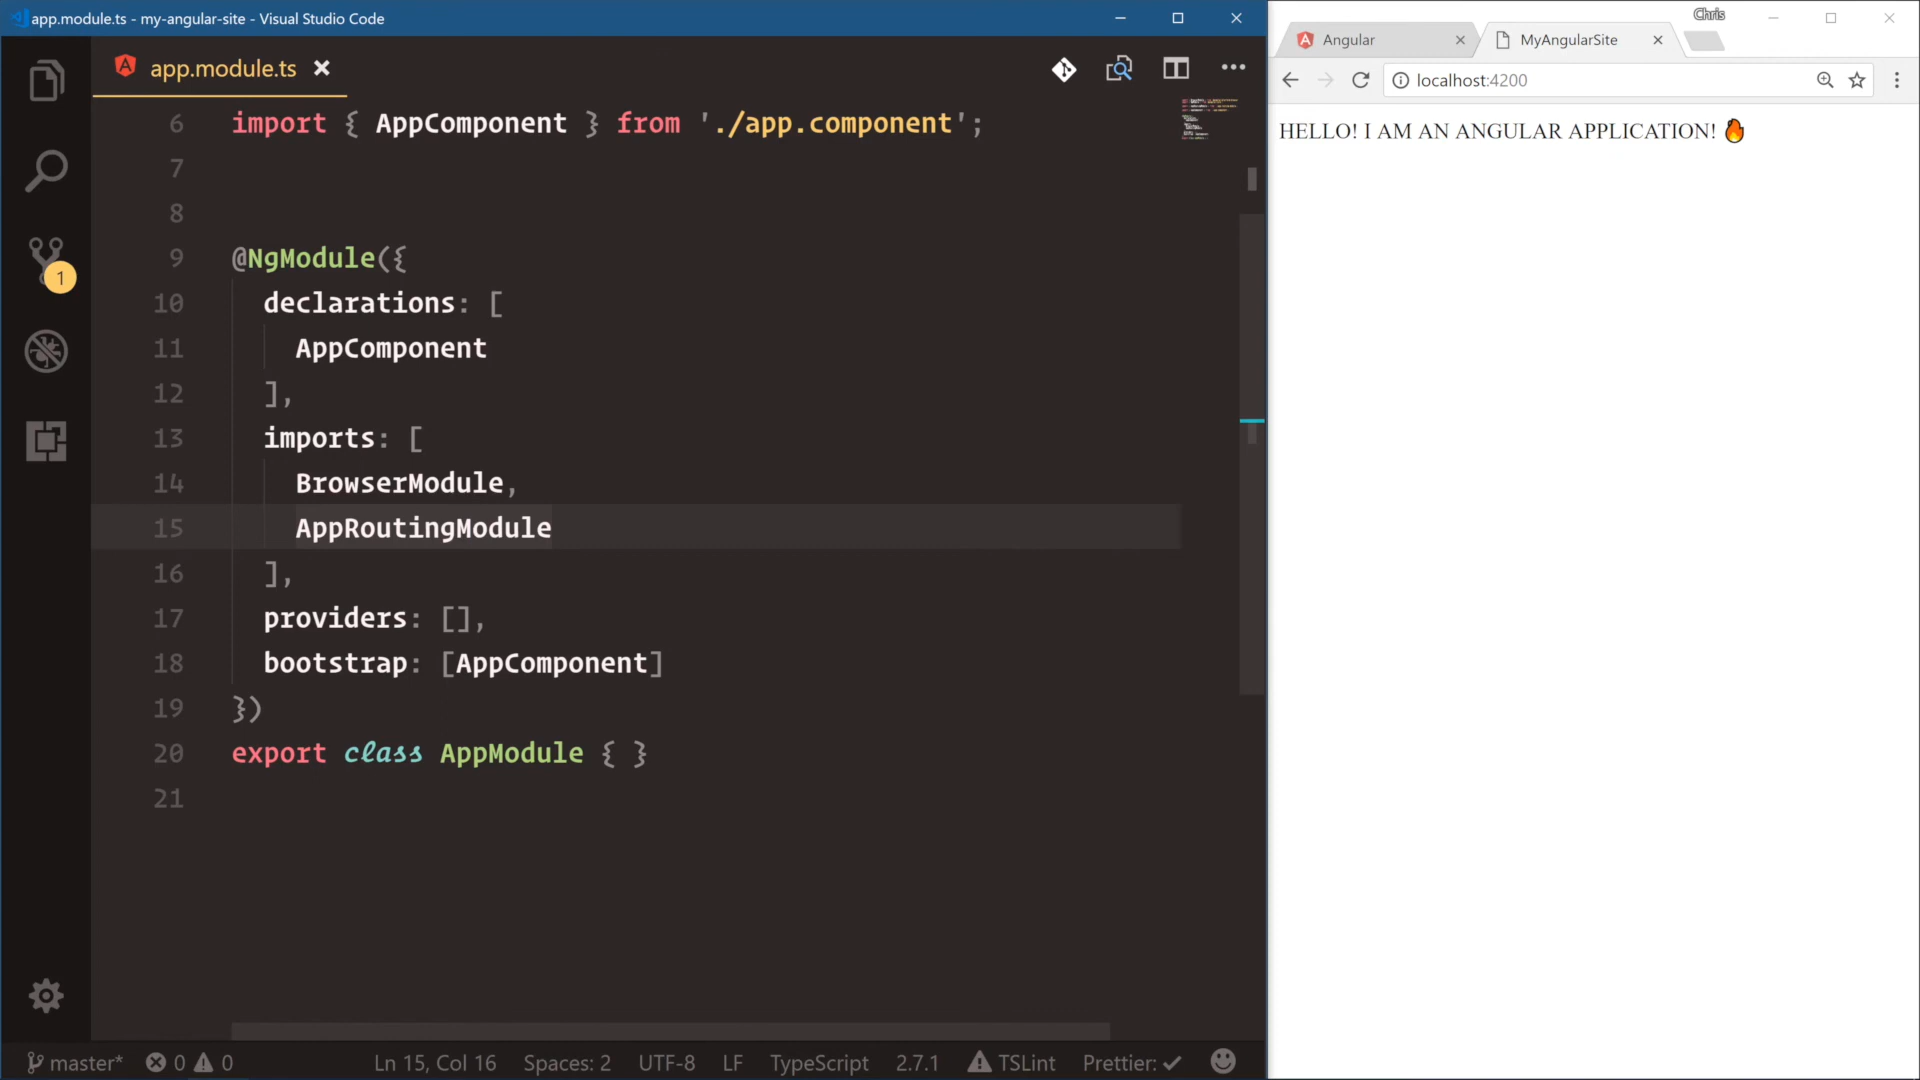 app.module.ts - my-angular-site - Visual Studio Code
app.module.ts
6 import { AppComponent } from './app.component';
7
8
9 @NgModule({
10 declarations: [
11 AppComponent
12 ],
13 imports: [
14 BrowserModule,
15 AppRoutingModule
16 ],
17 providers: [],
18 bootstrap: [AppComponent]
19 })
20 export class AppModule { }
21
1
master* 0 0 Ln 15, Col 16 Spaces: 2 UTF-8 LF TypeScript 2.7.1 TSLint Prettier: ✓
Chris
Angular MyAngularSite
localhost:4200
HELLO! I AM AN ANGULAR APPLICATION! 🔥